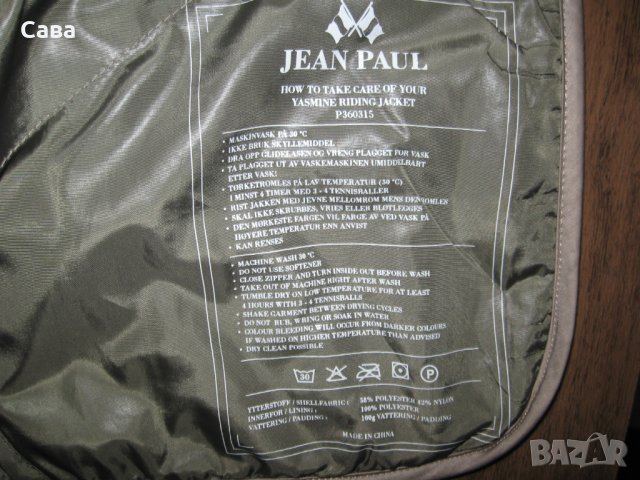 Caba
JEAN PAUL
HOW TO TAKE CARE OF YOUR
YASMINE RIDING JACKET
P360315
• MASKINVASK PÅ 30 °C
• IKKE BRUK SKYLLEMIDDEL
• DRA OPP GLIDELÅSEN OG VRENG PLAGGET FOR VASK
• TA PLAGGET UT AV VASKEMASKINEN UMIDDELBART
ETTER VASK!
• TØRKETROMLES PÅ LAV TEMPERATUR (30 °C)
I MINST 4 TIMER MED 3 - 4 TENNISBALLER
• RIST JAKKEN MED JEVNE MELLOMROM MENS DEN TROMLES
• SKAL IKKE SKRUBBES, VRIES ELLER BLØTLEGGES
• DEN MØRKESTE FARGEN VIL FARGE AV VED VASK PÅ
HØYERE TEMPERATUR ENN ANVIST
• KAN RENSES
• MACHINE WASH 30 °C
• DO NOT USE SOFTENER
• CLOSE ZIPPER AND TURN INSIDE OUT BEFORE WASH
• TAKE OUT OF MACHINE RIGHT AFTER WASH
• TUMBLE DRY ON LOW TEMPERATURE FOR AT LEAST
4 HOURS WITH 3 - 4 TENNISBALLS
• SHAKE GARMENT BETWEEN DRYING CYCLES
• DO NOT RUB, WRING OR SOAK IN WATER
• COLOUR BLEEDING WILL OCCUR FROM DARKER COLOURS
IF WASHED ON HIGHER TEMPERATURE THAN ADVISED
• DRY CLEAN POSSIBLE
30 P
YTTERSTOFF / SHELLFABRIC : 58% POLYESTER 42% NYLON
INNERFOR / LINING : 100% POLYESTER
VATTERING / PADDING : 100g VATTERING / PADDING
MADE IN CHINA
BAZAR
Caba